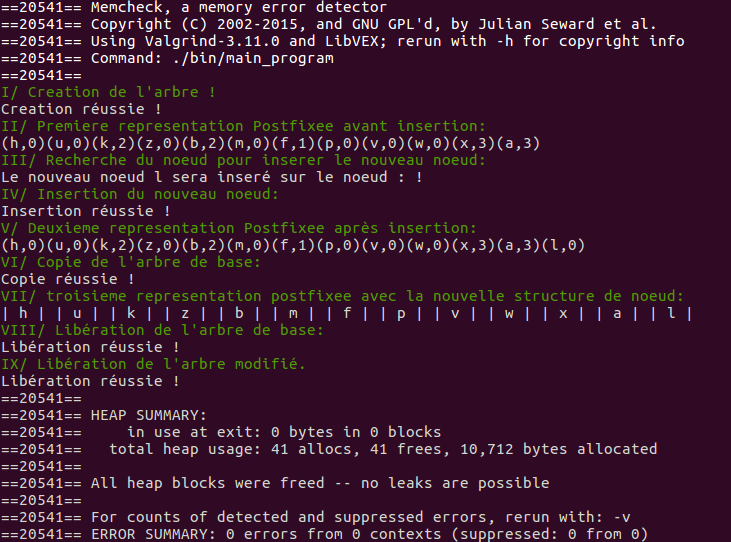 ==20541== Memcheck, a memory error detector
==20541== Copyright (C) 2002-2015, and GNU GPL'd, by Julian Seward et al.
==20541== Using Valgrind-3.11.0 and LibVEX; rerun with -h for copyright info
==20541== Command: ./bin/main_program
==20541==
I/ Creation de l'arbre !
Creation réussie !
II/ Premiere representation Postfixee avant insertion:
(h,0)(u,0)(k,2)(z,0)(b,2)(m,0)(f,1)(p,0)(v,0)(w,0)(x,3)(a,3)
III/ Recherche du noeud pour inserer le nouveau noeud:
Le nouveau noeud l sera inseré sur le noeud : !
IV/ Insertion du nouveau noeud:
Insertion réussie !
V/ Deuxieme representation Postfixee après insertion:
(h,0)(u,0)(k,2)(z,0)(b,2)(m,0)(f,1)(p,0)(v,0)(w,0)(x,3)(a,3)(l,0)
VI/ Copie de l'arbre de base:
Copie réussie !
VII/ troisieme representation postfixee avec la nouvelle structure de noeud:
| h | | u | | k | | z | | b | | m | | f | | p | | v | | w | | x | | a | | l |
VIII/ Libération de l'arbre de base:
Libération réussie !
IX/ Libération de l'arbre modifié.
Libération réussie !
==20541==
==20541== HEAP SUMMARY:
==20541==     in use at exit: 0 bytes in 0 blocks
==20541==   total heap usage: 41 allocs, 41 frees, 10,712 bytes allocated
==20541==
==20541== All heap blocks were freed -- no leaks are possible
==20541==
==20541== For counts of detected and suppressed errors, rerun with: -v
==20541== ERROR SUMMARY: 0 errors from 0 contexts (suppressed: 0 from 0)